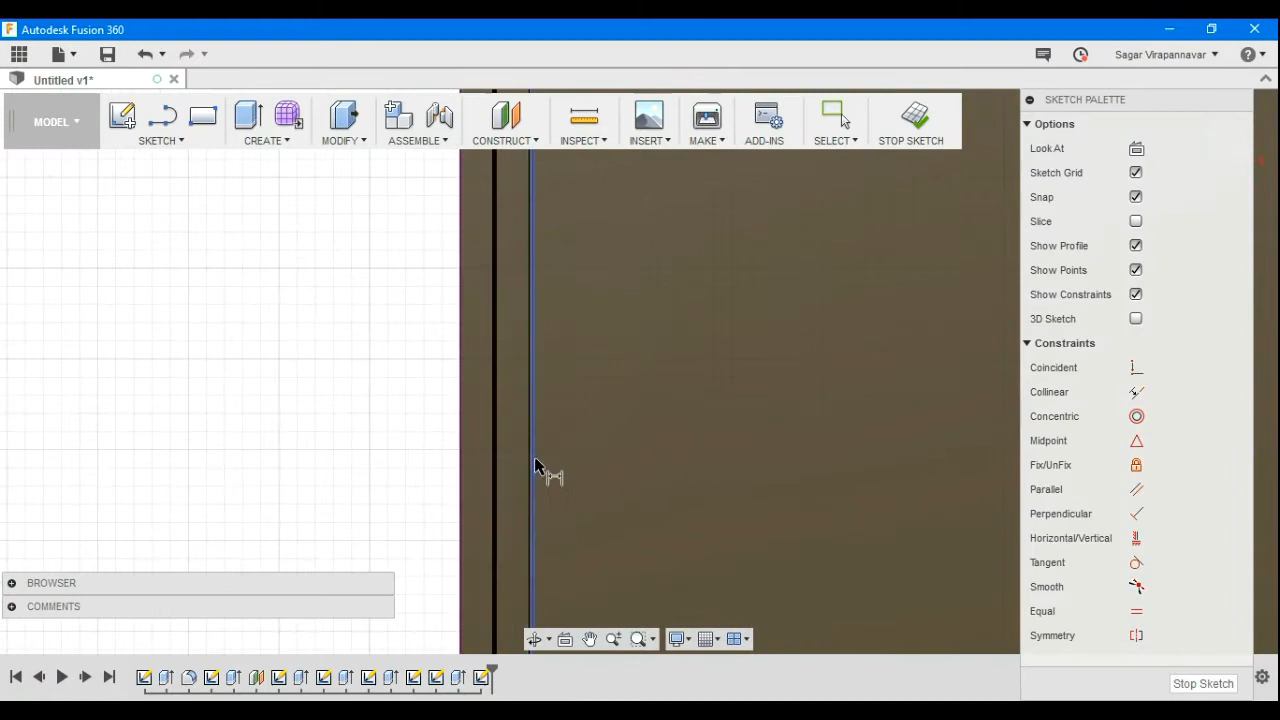 Autodesk Fusion 360
Sagar Virapannavar
Untitled v1*
MODEL
SKETCH
CREATE
MODIFY
ASSEMBLE
CONSTRUCT
INSPECT
INSERT
MAKE
ADD-INS
SELECT
STOP SKETCH
SKETCH PALETTE
Options
Look At
Sketch Grid
Snap
Slice
Show Profile
Show Points
Show Constraints
3D Sketch
Constraints
Coincident
Collinear
Concentric
Midpoint
Fix/UnFix
Parallel
Perpendicular
Horizontal/Vertical
Tangent
Smooth
Equal
Symmetry
BROWSER
COMMENTS
Stop Sketch